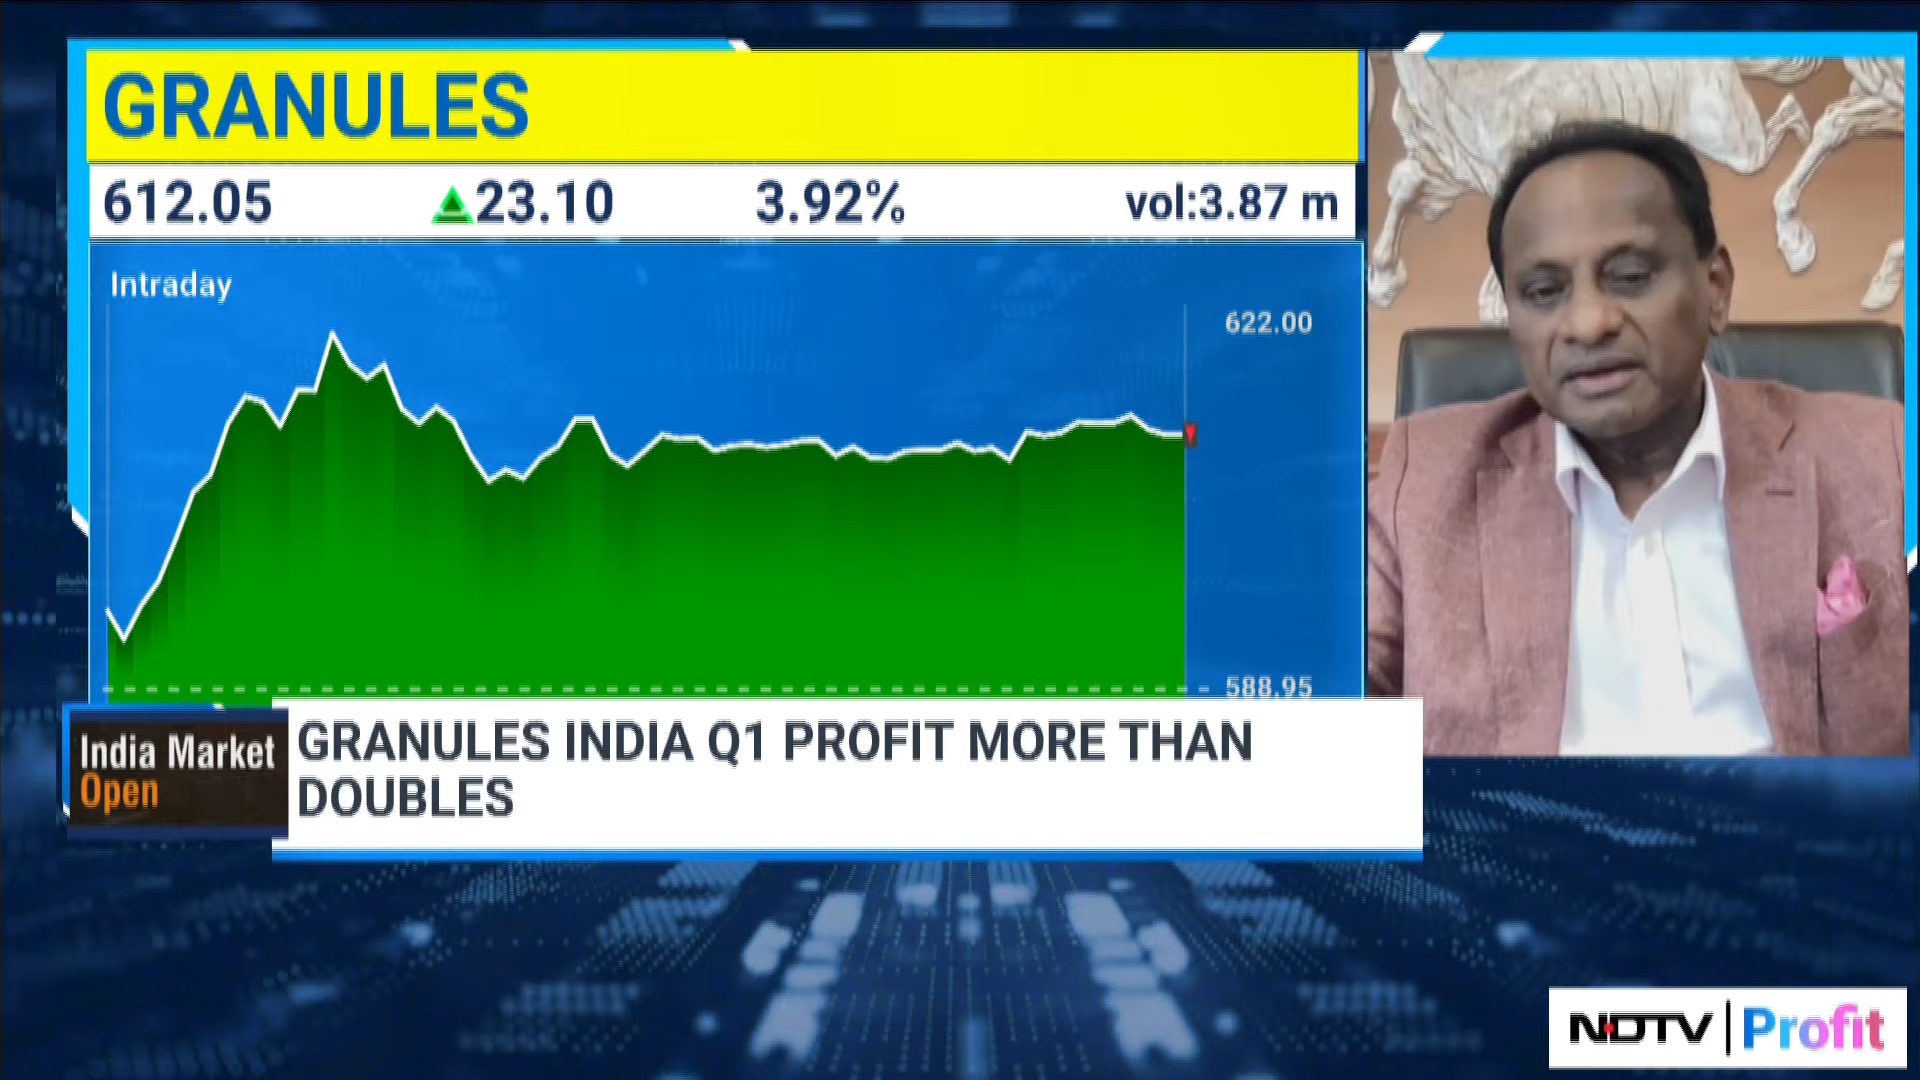 GRANULES
612.05 ▲23.10 3.92% vol:3.87 m
Intraday
622.00
588.95
India Market
Open
GRANULES INDIA Q1 PROFIT MORE THAN
DOUBLES
NDTV | Profit